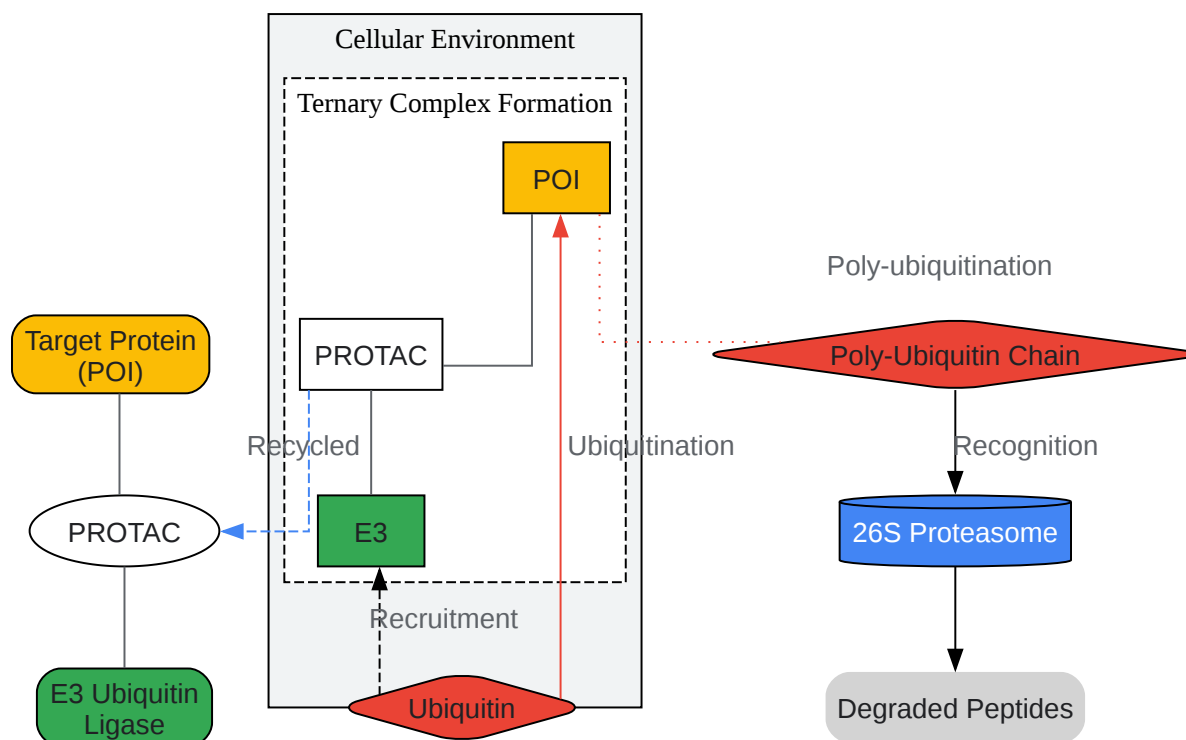 Cellular Environment
Ternary Complex Formation
POI
Poly-ubiquitination
Target Protein
(POI)
PROTAC
Poly-Ubiquitin Chain
Recycled
Ubiquitination
Recognition
PROTAC
E3
26S Proteasome
Recruitment
E3 Ubiquitin
Ligase
Ubiquitin
Degraded Peptides